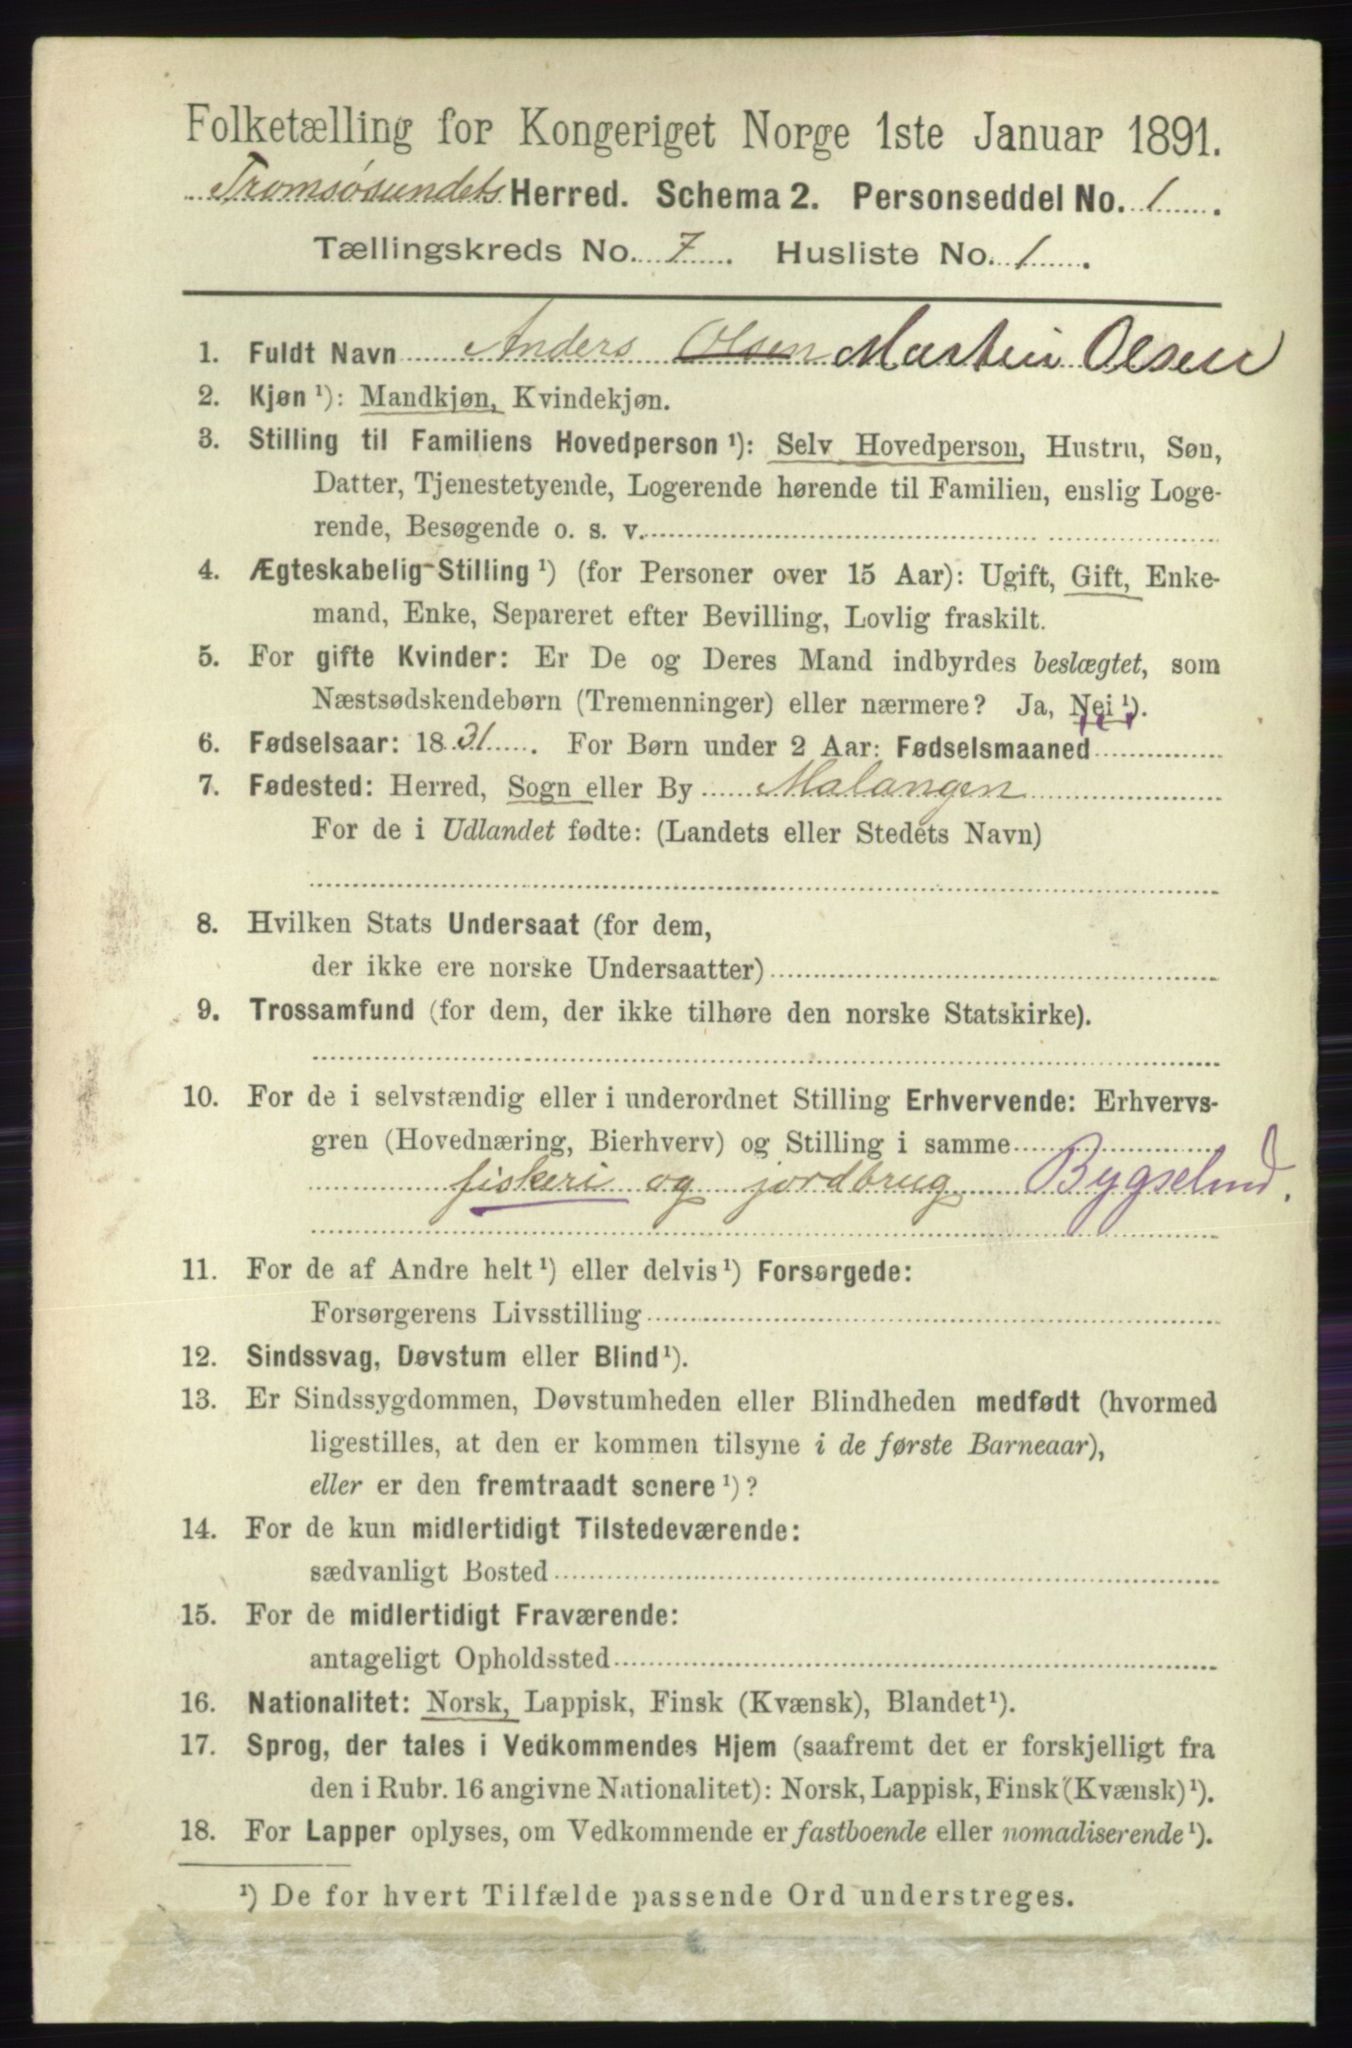 Folketælling for Kongeriget Norge 1ste Januar 1891.
Tromsøsundets Herred. Schema 2. Personseddel No. 1.
Tællingskreds No. 7. Husliste No. 1.
1. Fuldt Navn Anders Olsen Martin Olsen
2. Kjøn ¹): Mandkjøn, Kvindekjøn.
3. Stilling til Familiens Hovedperson ¹): Selv Hovedperson, Hustru, Søn,
Datter, Tjenestetyende, Logerende hørende til Familien, enslig Loge-
rende, Besøgende o. s. v.
4. Ægteskabelig Stilling ¹) (for Personer over 15 Aar): Ugift, Gift, Enke-
mand, Enke, Separeret efter Bevilling, Lovlig fraskilt.
5. For gifte Kvinder: Er De og Deres Mand indbyrdes beslægtet, som
Næstsødskendebørn (Tremenninger) eller nærmere? Ja, Nei ¹).
6. Fødselsaar: 1831. For Børn under 2 Aar: Fødselsmaaned
7. Fødested: Herred, Sogn eller By Malangen
For de i Udlandet fødte: (Landets eller Stedets Navn)
8. Hvilken Stats Undersaat (for dem,
der ikke ere norske Undersaatter)
9. Trossamfund (for dem, der ikke tilhøre den norske Statskirke).
10. For de i selvstændig eller i underordnet Stilling Erhvervende: Erhvervs-
gren (Hovednæring, Bierhverv) og Stilling i samme
fiskeri og jordbrug Bygselmd.
11. For de af Andre helt ¹) eller delvis ¹) Forsørgede:
Forsørgerens Livsstilling
12. Sindssvag, Døvstum eller Blind ¹).
13. Er Sindssygdommen, Døvstumheden eller Blindheden medfødt (hvormed
ligestilles, at den er kommen tilsyne i de første Barneaar),
eller er den fremtraadt senere ¹)?
14. For de kun midlertidigt Tilstedeværende:
sædvanligt Bosted
15. For de midlertidigt Fraværende:
antageligt Opholdssted
16. Nationalitet: Norsk, Lappisk, Finsk (Kvænsk), Blandet ¹).
17. Sprog, der tales i Vedkommendes Hjem (saafremt det er forskjelligt fra
den i Rubr. 16 angivne Nationalitet): Norsk, Lappisk, Finsk (Kvænsk) ¹).
18. For Lapper oplyses, om Vedkommende er fastboende eller nomadiserende ¹).
¹) De for hvert Tilfælde passende Ord understreges.